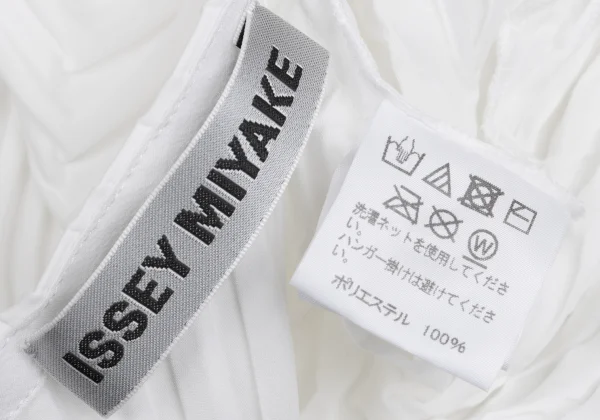 ISSEY MIYAKE
W
洗濯ネットを使用してくださ
い。
ハンガー掛けは避けてくださ
い。
ポリエステル 100%